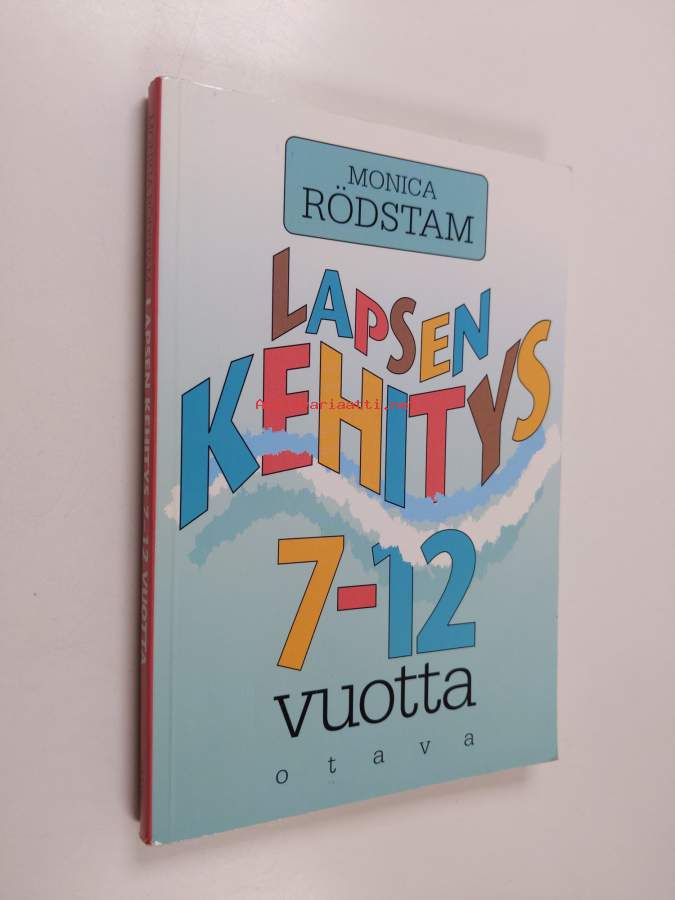 MONICA
RÖDSTAM
LAPSEN
KEHITYS
7-12
vuotta
otava
LAPSEN KEHITYS 7-12 VUOTTA